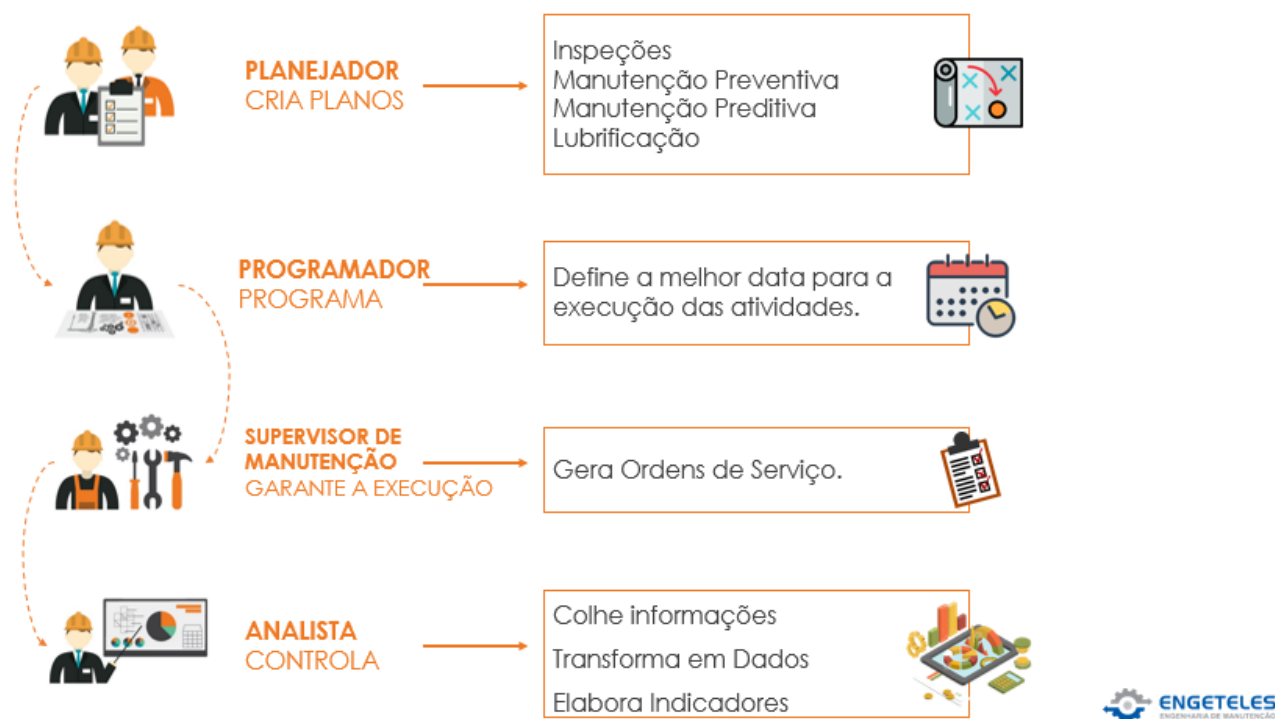 PLANEJADOR
CRIA PLANOS
Inspeções
Manutenção Preventiva
Manutenção Preditiva
Lubrificação
PROGRAMADOR
PROGRAMA
Define a melhor data para a
execução das atividades.
SUPERVISOR DE
MANUTENÇÃO
GARANTE A EXECUÇÃO
Gera Ordens de Serviço.
ANALISTA
CONTROLA
Colhe informações
Transforma em Dados
Elabora Indicadores
ENGETELES
ENGENHARIA DE MANUTENÇÃO